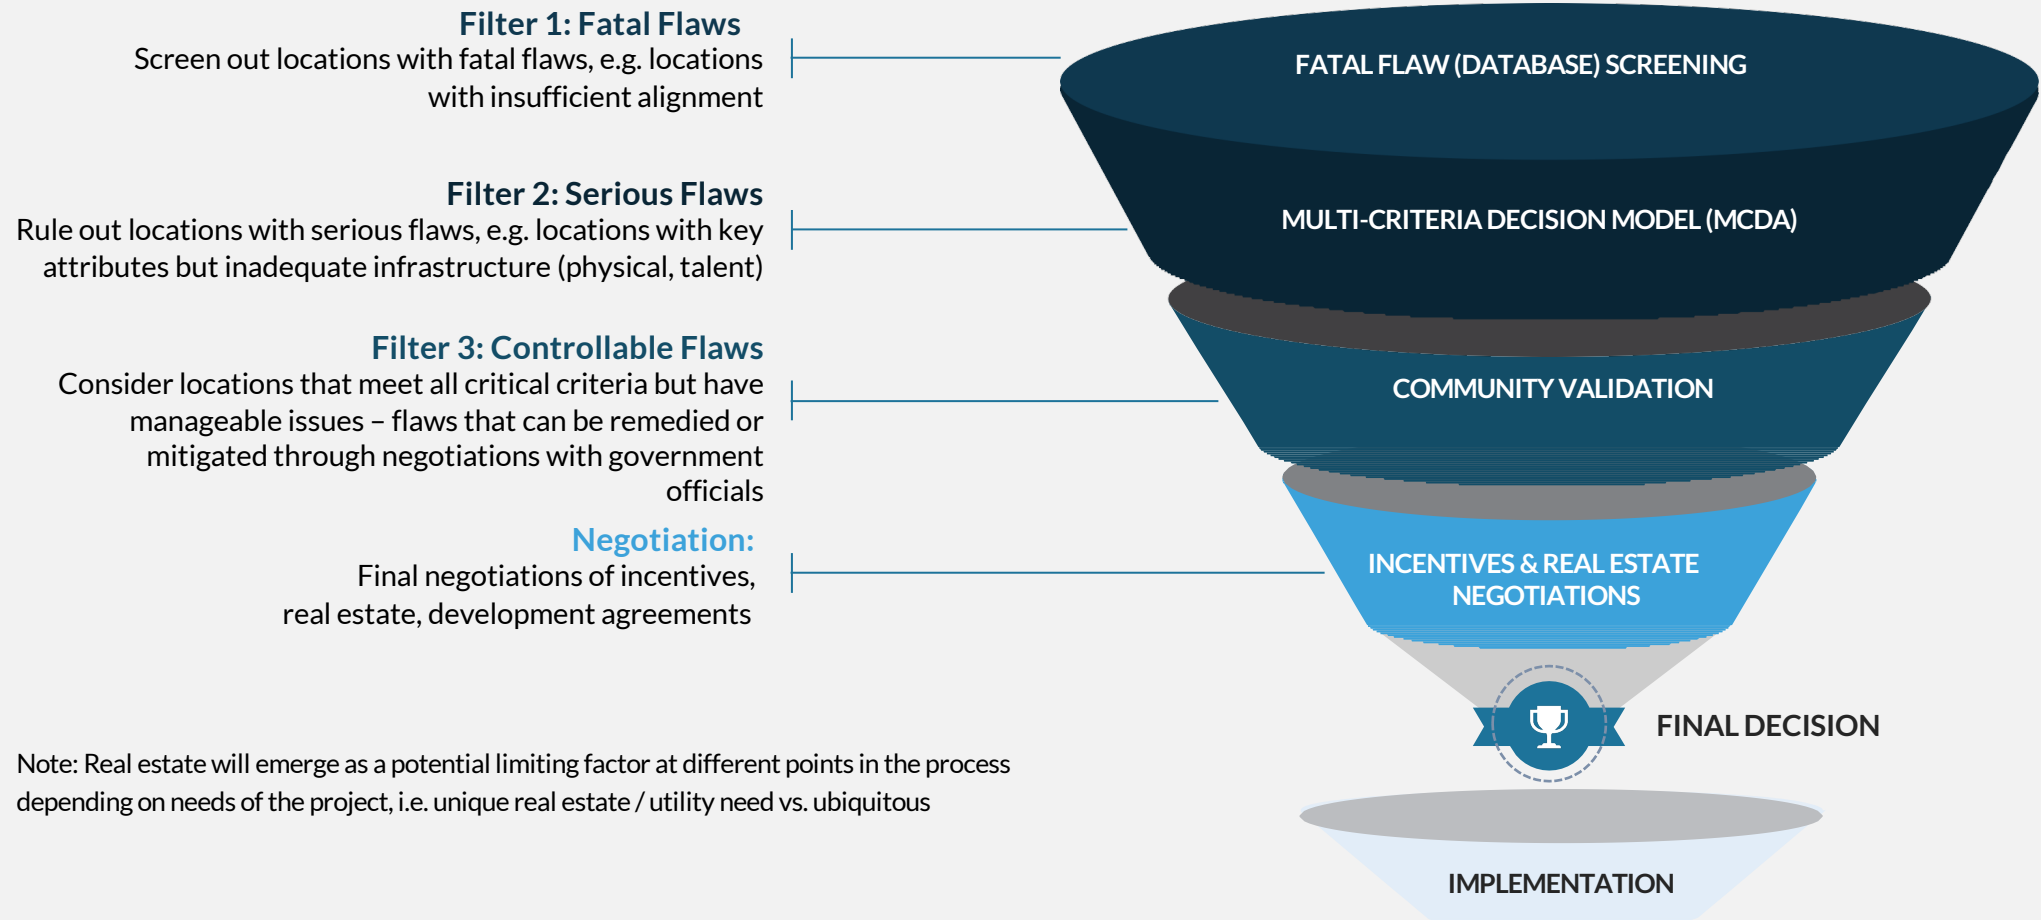 Filter 1: Fatal Flaws
Screen out locations with fatal flaws, e.g. locations
with insufficient alignment
FATAL FLAW (DATABASE) SCREENING
Filter 2: Serious Flaws
Rule out locations with serious flaws, e.g. locations with key
attributes but inadequate infrastructure (physical, talent)
MULTI-CRITERIA DECISION MODEL (MCDA)
Filter 3: Controllable Flaws
Consider locations that meet all critical criteria but have
manageable issues – flaws that can be remedied or
mitigated through negotiations with government
officials
COMMUNITY VALIDATION
Negotiation:
Final negotiations of incentives,
real estate, development agreements
INCENTIVES & REAL ESTATE
NEGOTIATIONS
FINAL DECISION
Note: Real estate will emerge as a potential limiting factor at different points in the process
depending on needs of the project, i.e. unique real estate / utility need vs. ubiquitous
IMPLEMENTATION